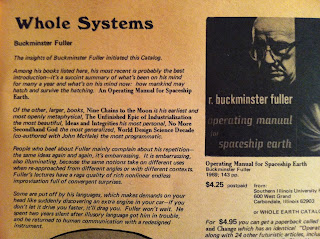 Whole Systems
Buckminster Fuller
The insights of Buckminster Fuller initiated this Catalog.
Among his books listed here, his most recent is probably the best
introduction—it's a succint summary of what's been on his mind
for many a year and what's on his mind now: how mankind may
hatch and survive the hatching. An Operating Manual for Spaceship
Earth.
Of the other, larger, books, Nine Chains to the Moon is his earliest and
most openly metaphysical, The Unfinished Epic of Industrialization
the most beautiful, Ideas and Integrities his most personal, No More
Secondhand God the most generalized, World Design Science Decade
(co-authored with John McHale) the most programmatic.
People who beef about Fuller mainly complain about his repetition—
the same ideas again and again, it's embarrassing. It is embarrassing,
also illuminating, because the same notions take on different uses
when re-approached from different angles or with different contexts.
Fuller's lectures have a raga quality of rich nonlinear endless
improvisation full of convergent surprises.
Some are put off by his language, which makes demands on your
head like suddenly discovering an extra engine in your car—if you
don't let it drive you faster, it'll drag you. Fuller won't wait. He
spent two years silent after illusory language got him in trouble,
and he returned to human communication with a redesigned
instrument.
r. buckminster fuller
operating manual
for
spaceship earth
Operating Manual for Spaceship Earth
Buckminster Fuller
1969; 143 pp.
$4.25 postpaid
from:
Southern Illinois University
600 West Grand
Carbondale, Illinois 62903
or WHOLE EARTH CATALOG
For $4.95 you can get a paperback called
and Change which has an identical "Operating
along with 24 other futuristic articles, includ